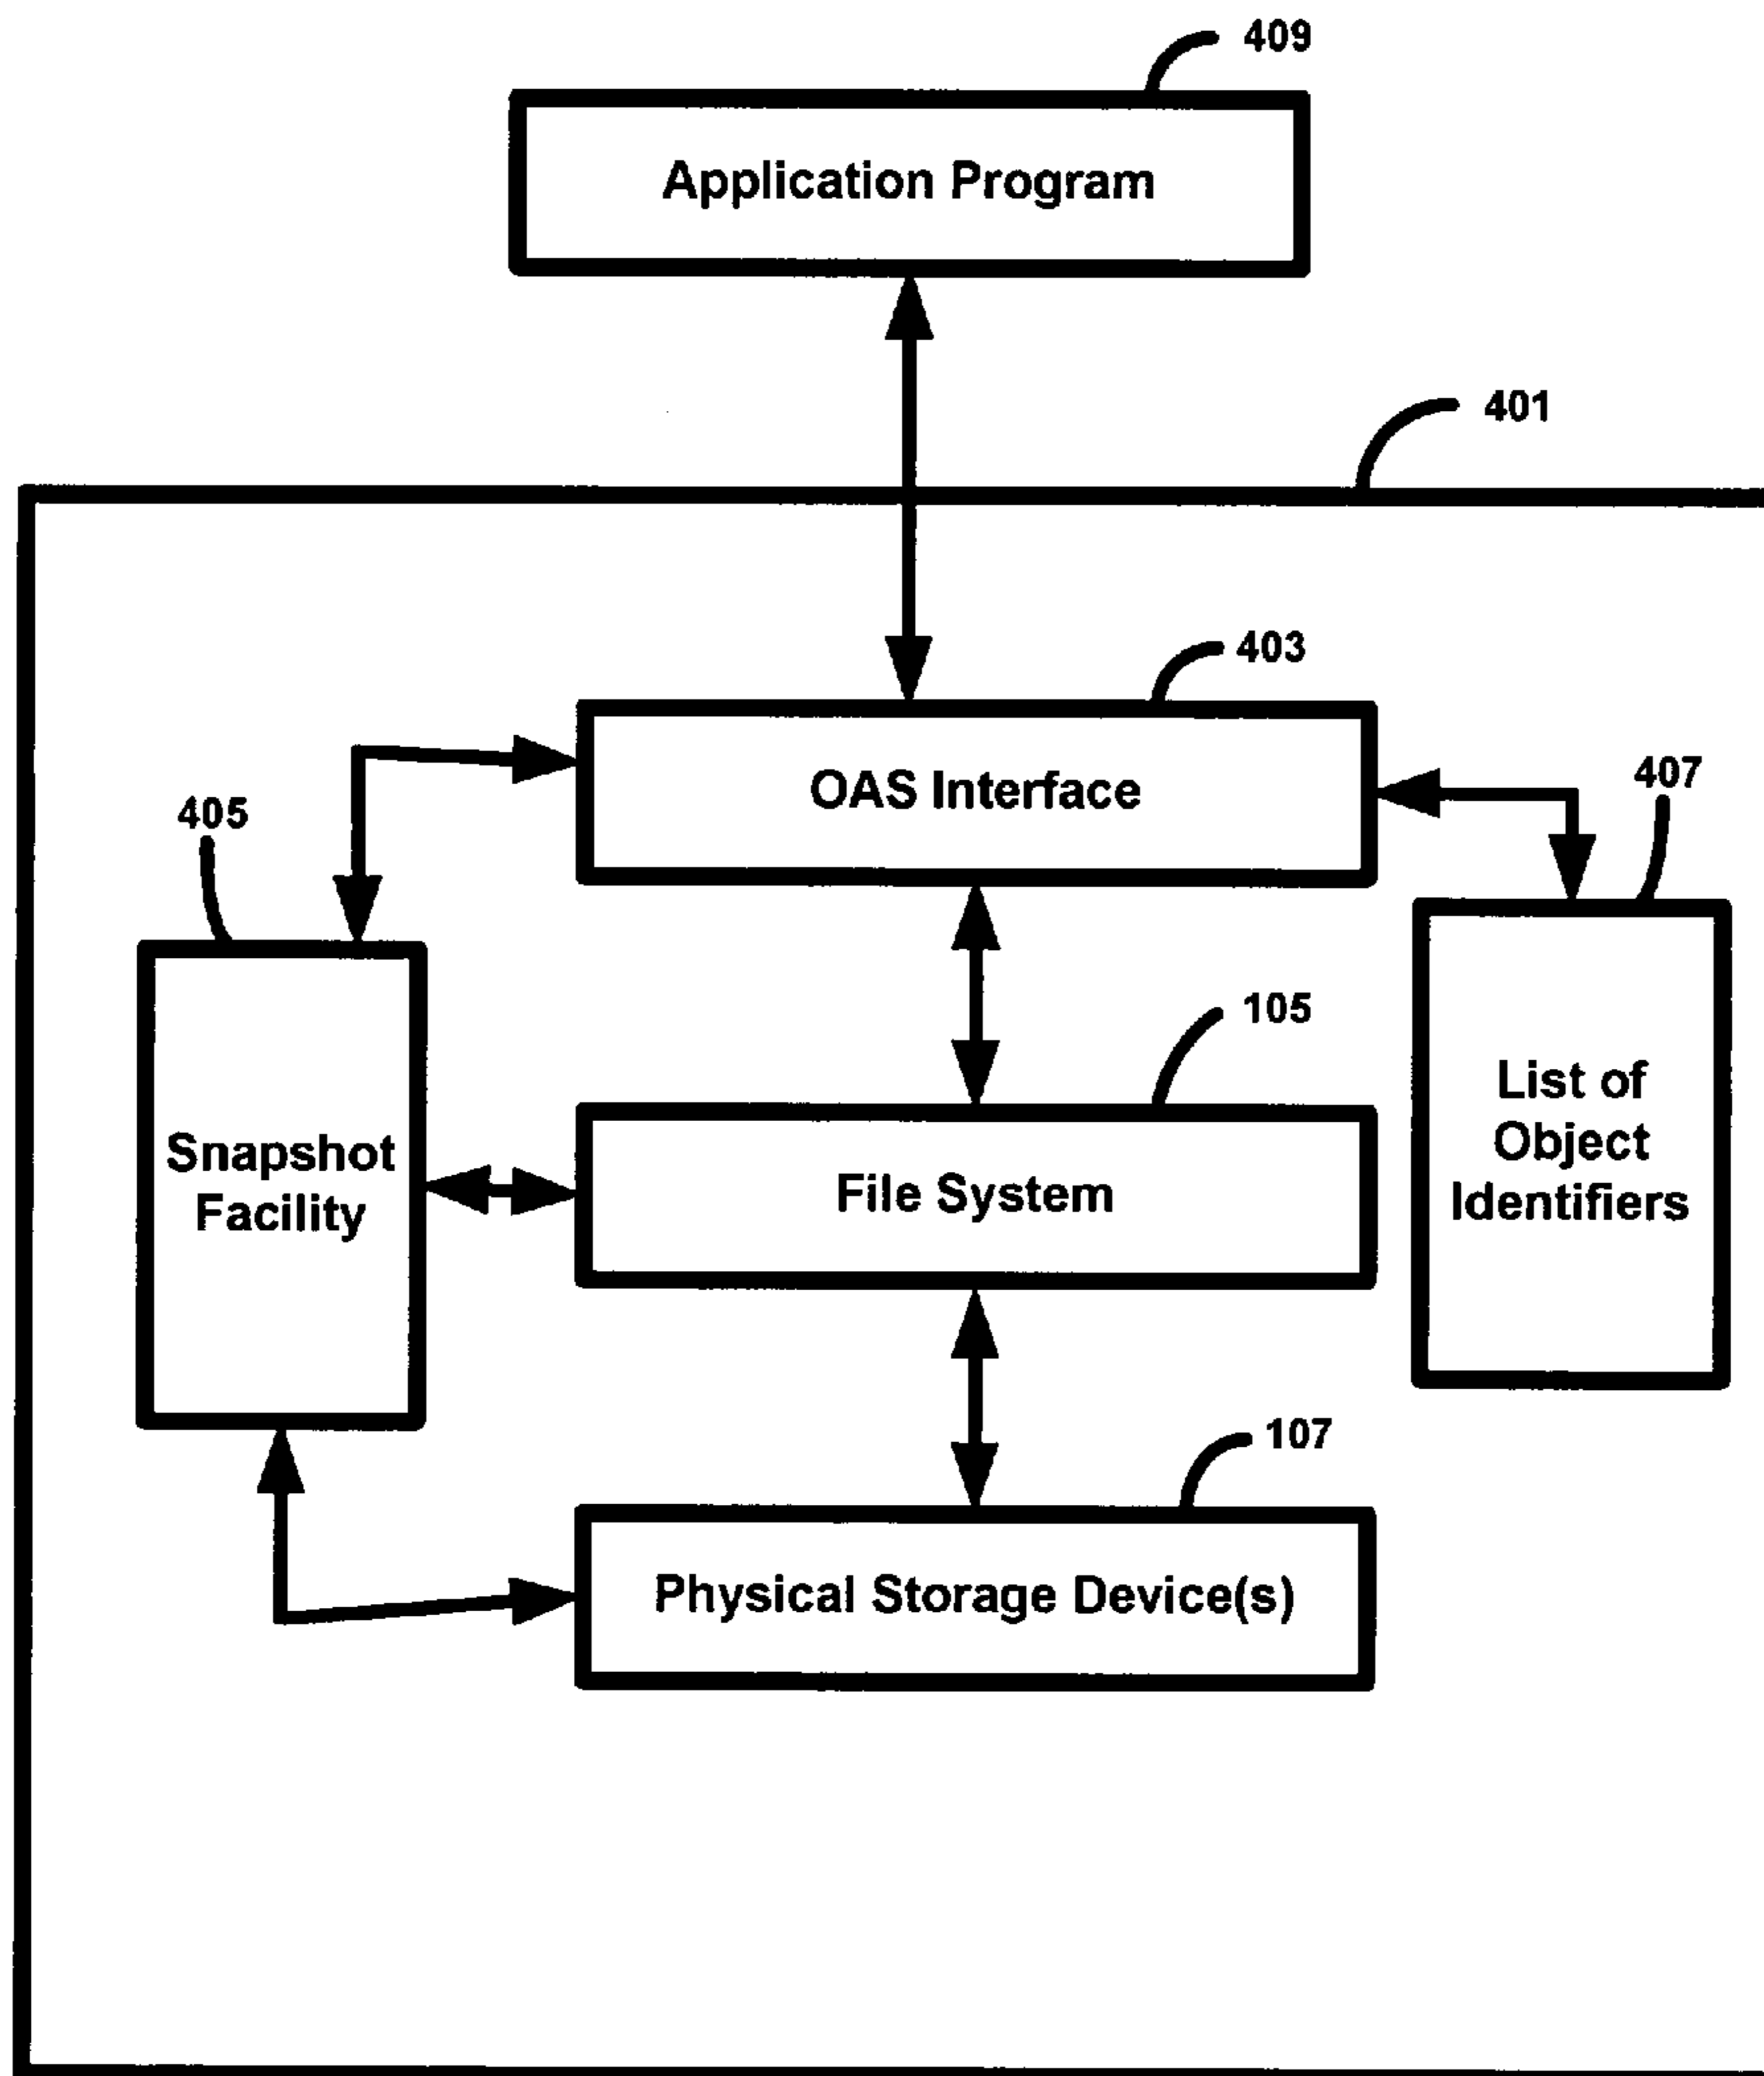 409
Application Program
401
403
OAS Interface
407
405
105
List of
Object
Identifiers
Snapshot
Facility
File System
107
Physical Storage Device(s)